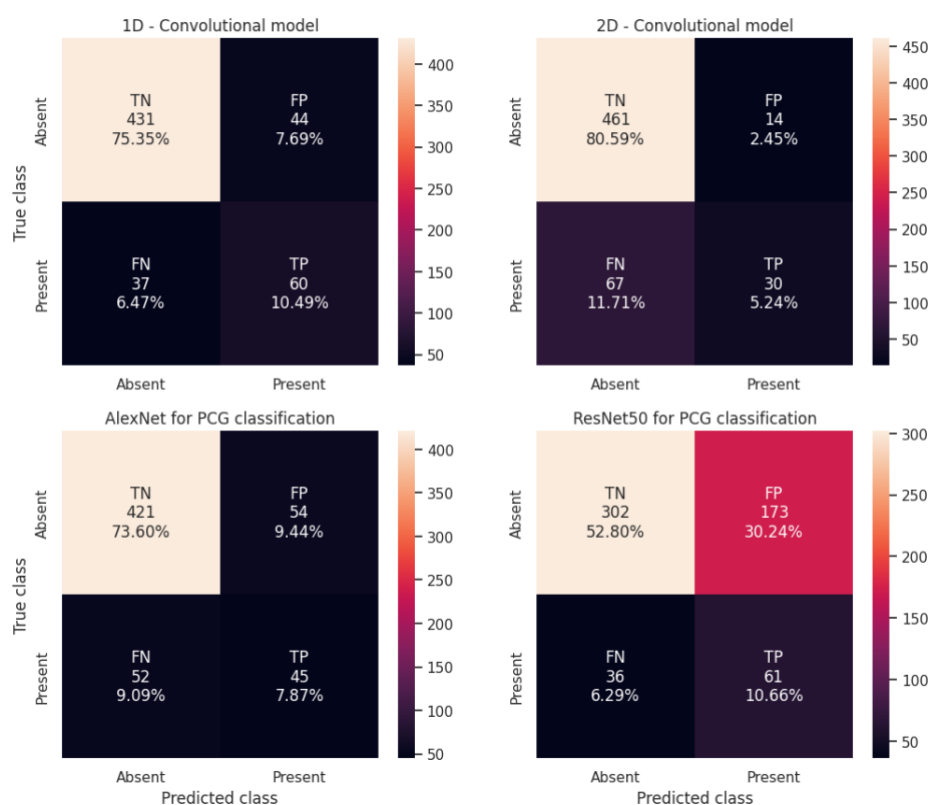 1D - Convolutional model
TN
431
75.35%
FP
44
7.69%
FN
37
6.47%
TP
60
10.49%
Absent
Present
True class
Absent
Present
400
350
300
250
200
150
100
50
2D - Convolutional model
TN
461
80.59%
FP
14
2.45%
FN
67
11.71%
TP
30
5.24%
Absent
Present
Absent
Present
450
400
350
300
250
200
150
100
50
AlexNet for PCG classification
TN
421
73.60%
FP
54
9.44%
FN
52
9.09%
TP
45
7.87%
Absent
Present
True class
Absent
Present
Predicted class
400
350
300
250
200
150
100
50
ResNet50 for PCG classification
TN
302
52.80%
FP
173
30.24%
FN
36
6.29%
TP
61
10.66%
Absent
Present
Absent
Present
Predicted class
300
250
200
150
100
50